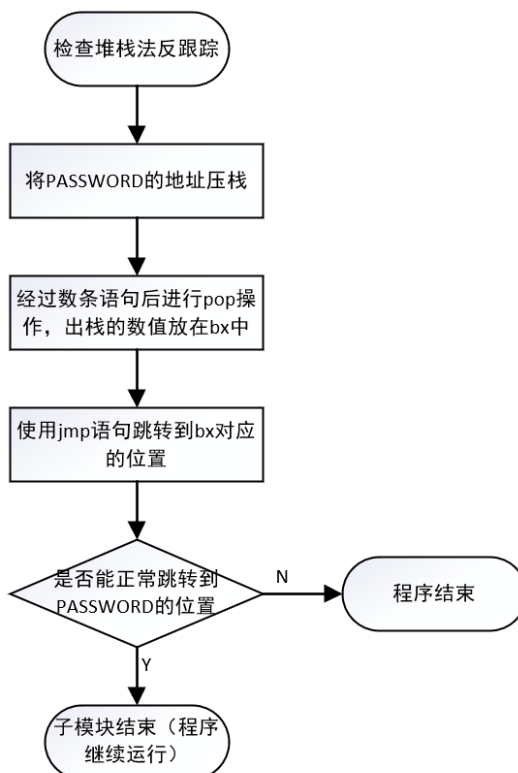 检查堆栈法反跟踪
将PASSWORD的地址压栈
经过数条语句后进行pop操
作，出栈的数值放在bx中
使用jmp语句跳转到bx对应
的位置
是否能正常跳转到
PASSWORD的位置
N
程序结束
Y
子模块结束（程序
继续运行）